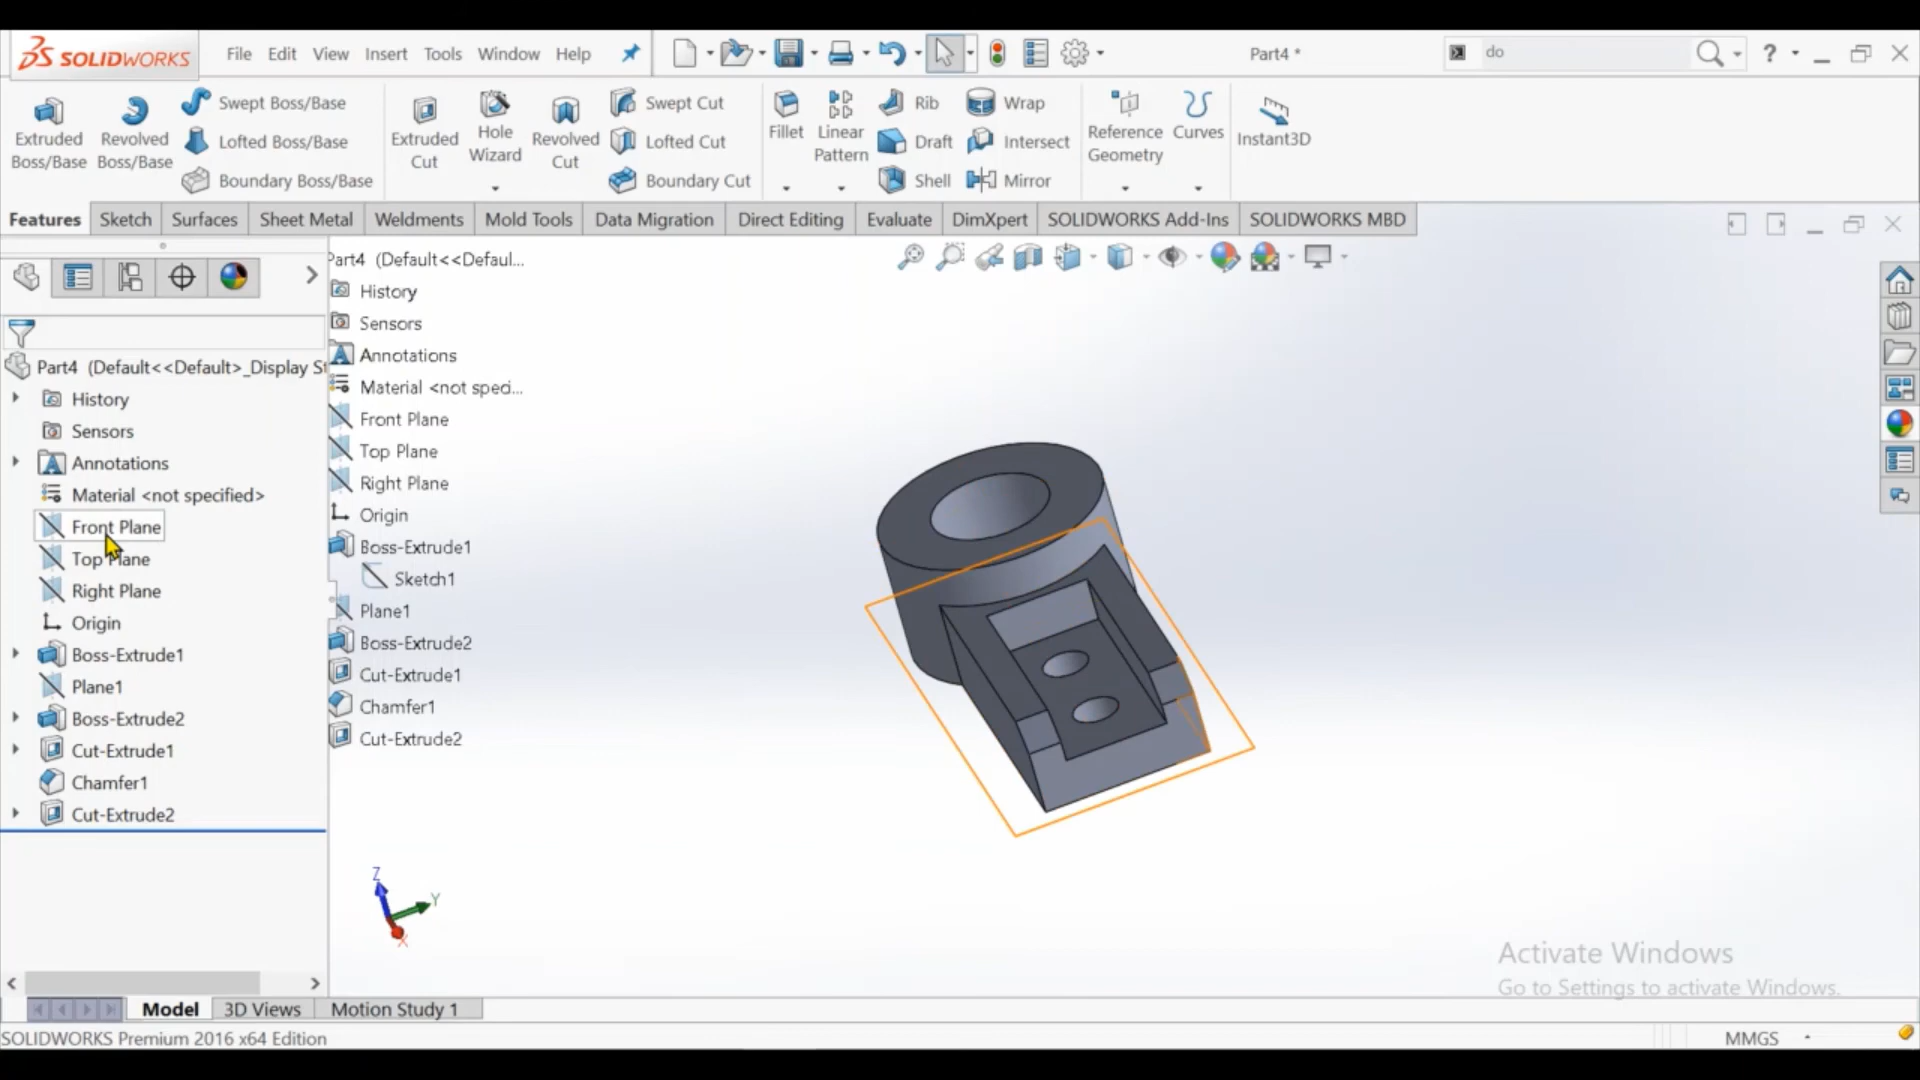 SOLIDWORKS File Edit View Insert Tools Window Help Part4 * do ?
Extruded Boss/Base
Revolved Boss/Base
Swept Boss/Base
Lofted Boss/Base
Boundary Boss/Base
Extruded Cut
Hole Wizard
Revolved Cut
Swept Cut
Lofted Cut
Boundary Cut
Fillet
Linear Pattern
Rib
Draft
Shell
Wrap
Intersect
Mirror
Reference Geometry
Curves
Instant3D
Features Sketch Surfaces Sheet Metal Weldments Mold Tools Data Migration Direct Editing Evaluate DimXpert SOLIDWORKS Add-Ins SOLIDWORKS MBD
Part4 (Default<<Default>_Display St
History
Sensors
Annotations
Material <not specified>
Front Plane
Top Plane
Right Plane
Origin
Boss-Extrude1
Plane1
Boss-Extrude2
Cut-Extrude1
Chamfer1
Cut-Extrude2
Part4 (Default<<Defaul...
History
Sensors
Annotations
Material <not speci...
Front Plane
Top Plane
Right Plane
Origin
Boss-Extrude1
Sketch1
Plane1
Boss-Extrude2
Cut-Extrude1
Chamfer1
Cut-Extrude2
Z
Y
X
Activate Windows
Go to Settings to activate Windows.
Model 3D Views Motion Study 1
SOLIDWORKS Premium 2016 x64 Edition MMGS